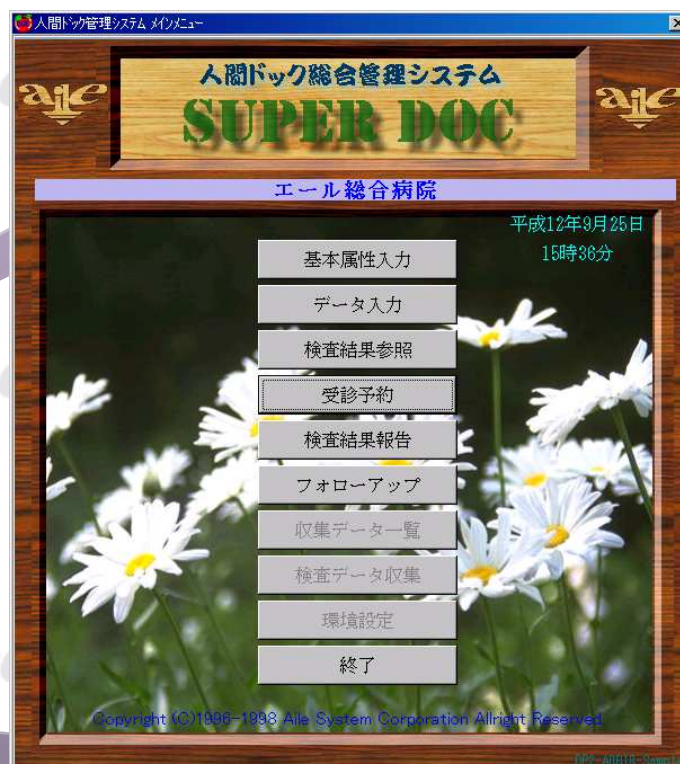 人間ドック管理システム メインメニュー
aile
人間ドック総合管理システム
aile
SUPER DOC
エール総合病院
平成12年9月25日
15時36分
基本属性入力
データ入力
検査結果参照
受診予約
検査結果報告
フォローアップ
収集データ一覧
検査データ収集
環境設定
終了
Copyright (C)1996-1998 Aile System Corporation Allright Reserved